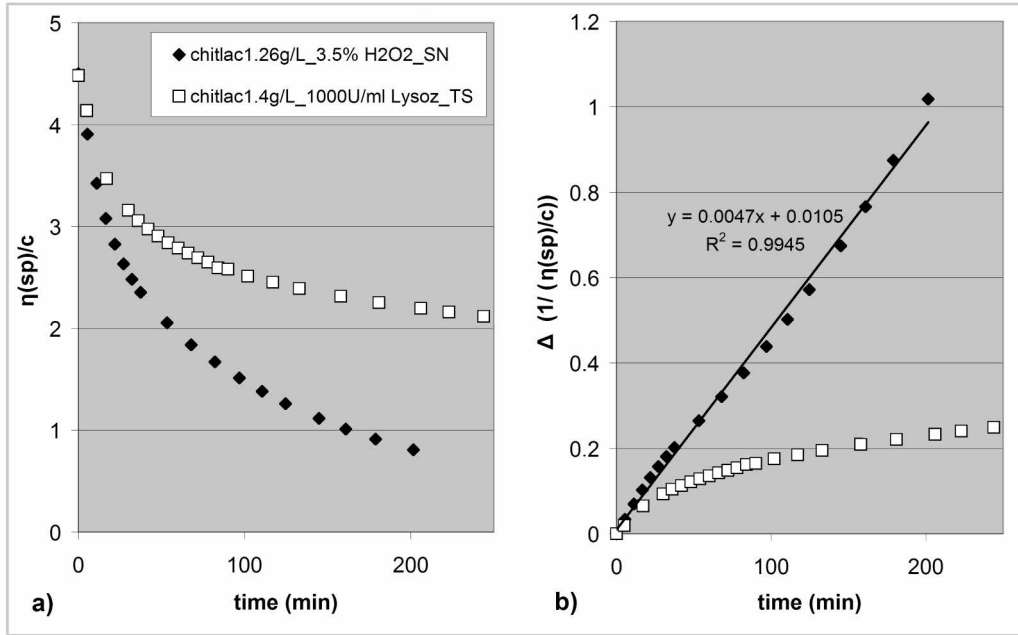 η(sp)/c
5
4
3
2
1
0
0
100
200
chitlac1.26g/L_3.5% H2O2_SN
chitlac1.4g/L_1000U/ml Lysoz_TS
a)
time (min)
Δ (1/ (η(sp)/c))
1.2
1
0.8
0.6
0.4
0.2
0
0
100
200
y = 0.0047x + 0.0105
R² = 0.9945
b)
time (min)